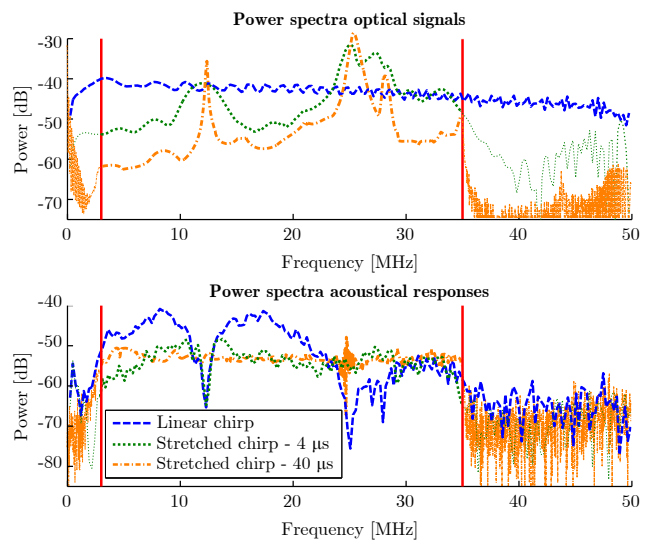 Power spectra optical signals
-30
-40
-50
-60
-70
Power [dB]
0 10 20 30 40 50
Frequency [MHz]
Power spectra acoustical responses
-40
-50
-60
-70
-80
Power [dB]
Linear chirp
Stretched chirp - 4 µs
Stretched chirp - 40 µs
0 10 20 30 40 50
Frequency [MHz]